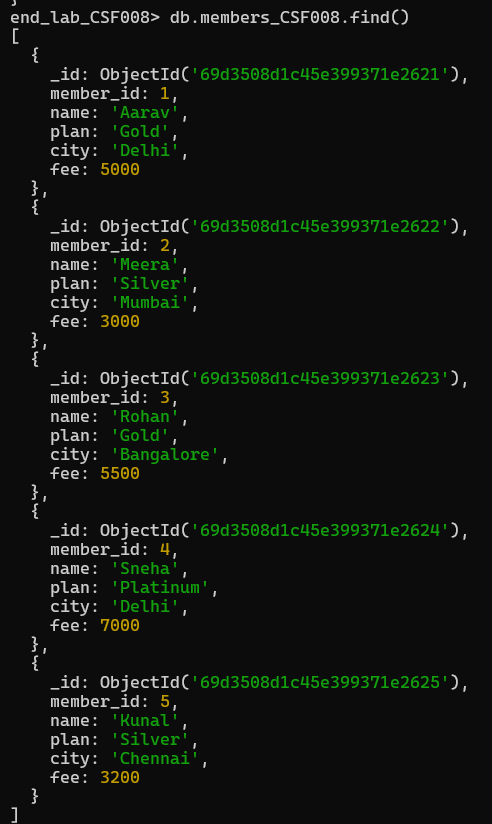 }
end_lab_CSF008> db.members_CSF008.find()
[
  {
    _id: ObjectId('69d3508d1c45e399371e2621'),
    member_id: 1,
    name: 'Aarav',
    plan: 'Gold',
    city: 'Delhi',
    fee: 5000
  },
  {
    _id: ObjectId('69d3508d1c45e399371e2622'),
    member_id: 2,
    name: 'Meera',
    plan: 'Silver',
    city: 'Mumbai',
    fee: 3000
  },
  {
    _id: ObjectId('69d3508d1c45e399371e2623'),
    member_id: 3,
    name: 'Rohan',
    plan: 'Gold',
    city: 'Bangalore',
    fee: 5500
  },
  {
    _id: ObjectId('69d3508d1c45e399371e2624'),
    member_id: 4,
    name: 'Sneha',
    plan: 'Platinum',
    city: 'Delhi',
    fee: 7000
  },
  {
    _id: ObjectId('69d3508d1c45e399371e2625'),
    member_id: 5,
    name: 'Kunal',
    plan: 'Silver',
    city: 'Chennai',
    fee: 3200
  }
]